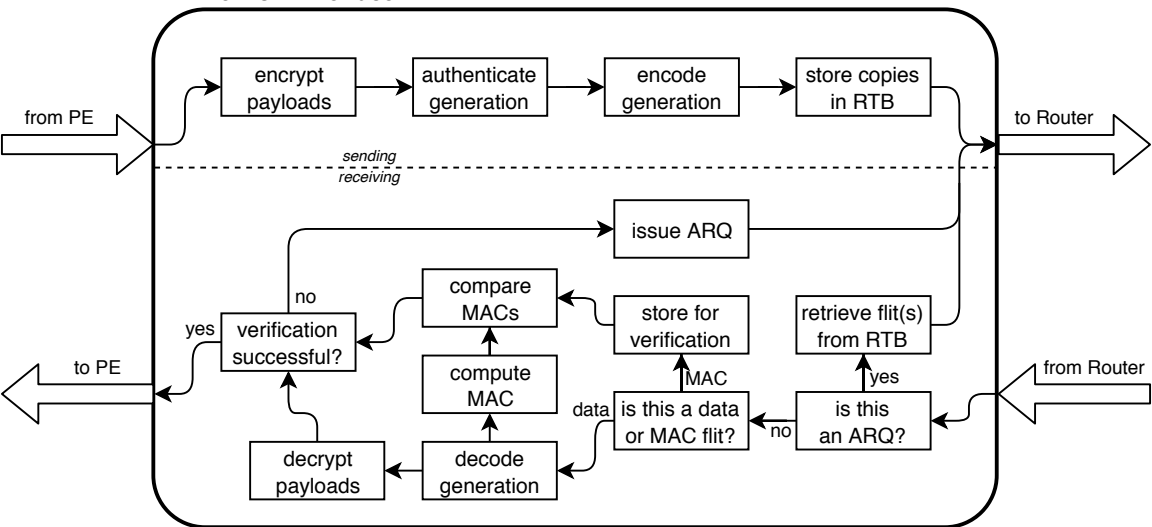 encrypt
payloads
authenticate
generation
encode
generation
store copies
in RTB
from PE
to Router
sending
receiving
issue ARQ
no
compare
MACs
store for
verification
retrieve flit(s)
from RTB
yes
verification
successful?
to PE
compute
MAC
MAC
yes
from Router
data
is this a data
or MAC flit?
no
is this
an ARQ?
decrypt
payloads
decode
generation